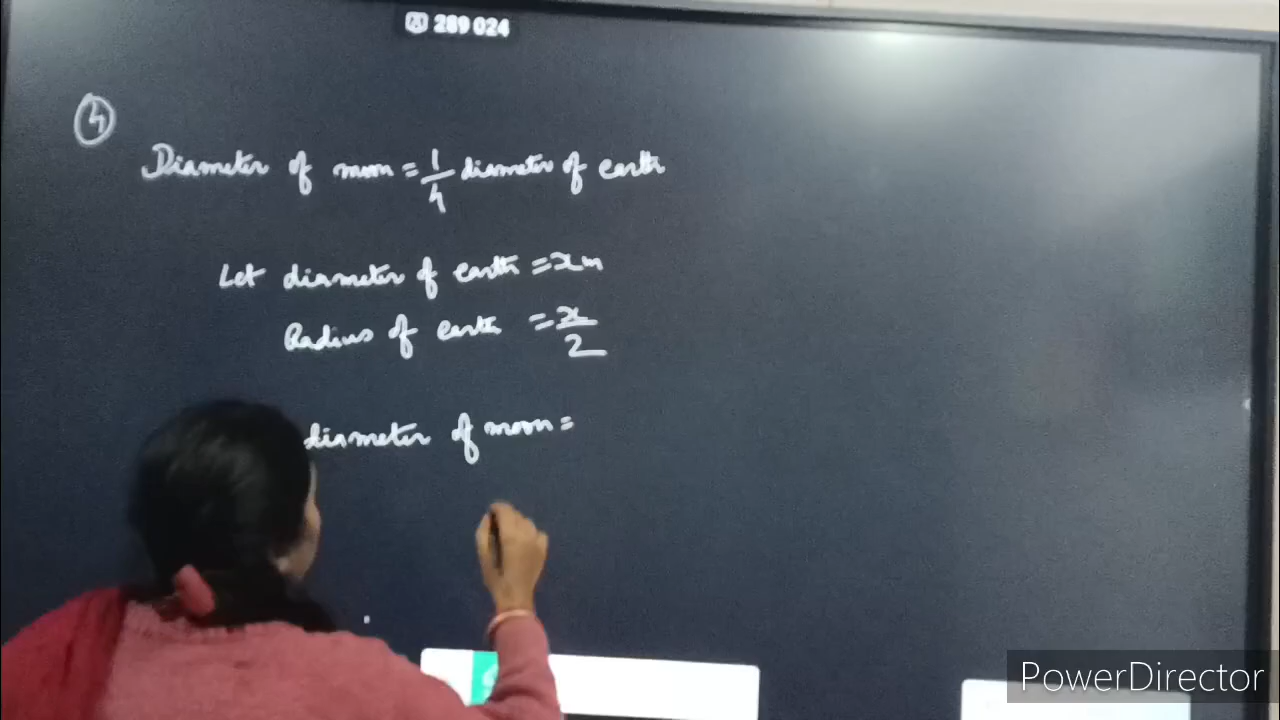 289 024
4
Diameter of moon = 1/4 diameter of earth
Let diameter of earth = x m
Radius of earth = x/2
diameter of moon =
PowerDirector